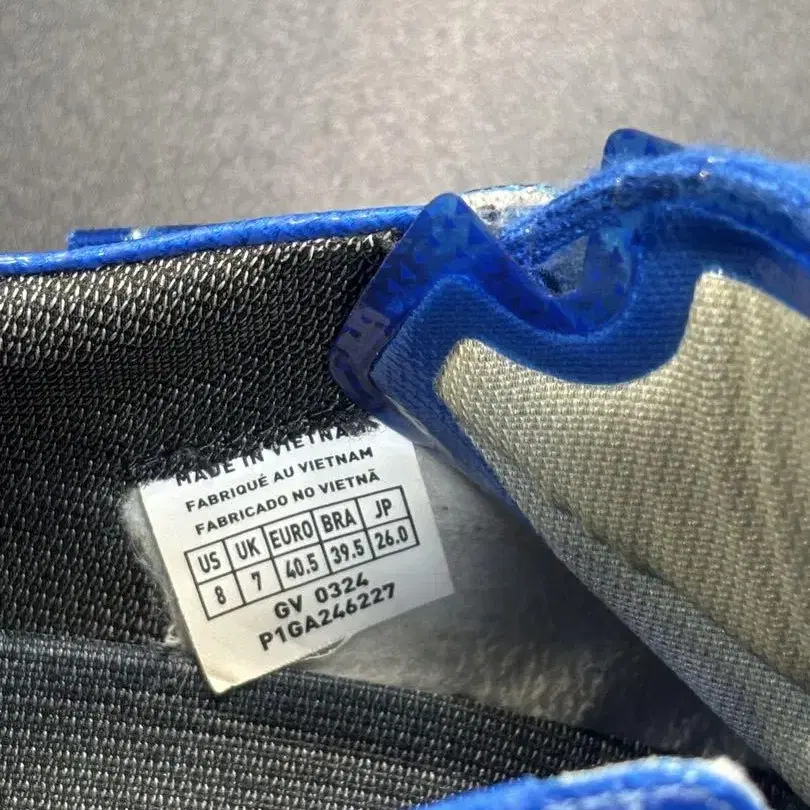 MADE IN VIETNAM
FABRIQUÉ AU VIETNAM
FABRICADO NO VIETNÃ
US UK EURO BRA JP
8 7 40.5 39.5 26.0
GV 0324
P1GA246227